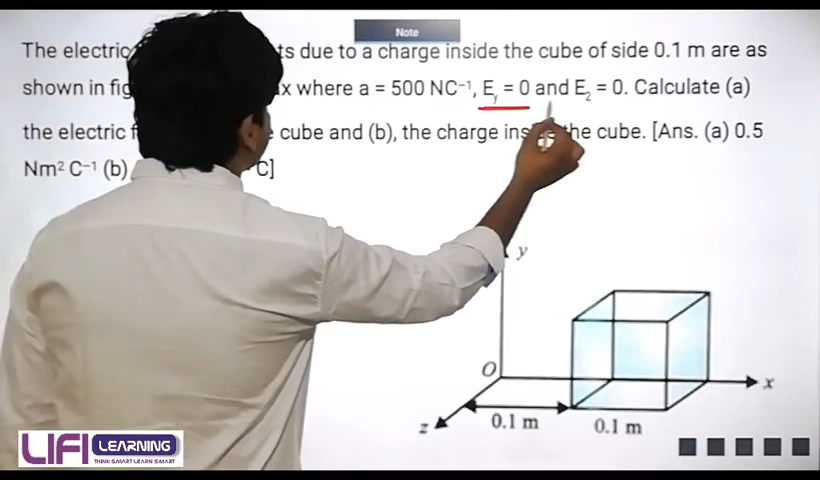 Note
The electric ts due to a charge inside the cube of side 0.1 m are as
shown in fig x where a = 500 NC⁻¹, Ey = 0 and E2 = 0. Calculate (a)
the electric cube and (b), the charge ins the cube. [Ans. (a) 0.5
Nm² C⁻¹ (b) C]
y
O
x
z
0.1 m
0.1 m
LIFI LEARNING
THINK SMART LEARN SMART